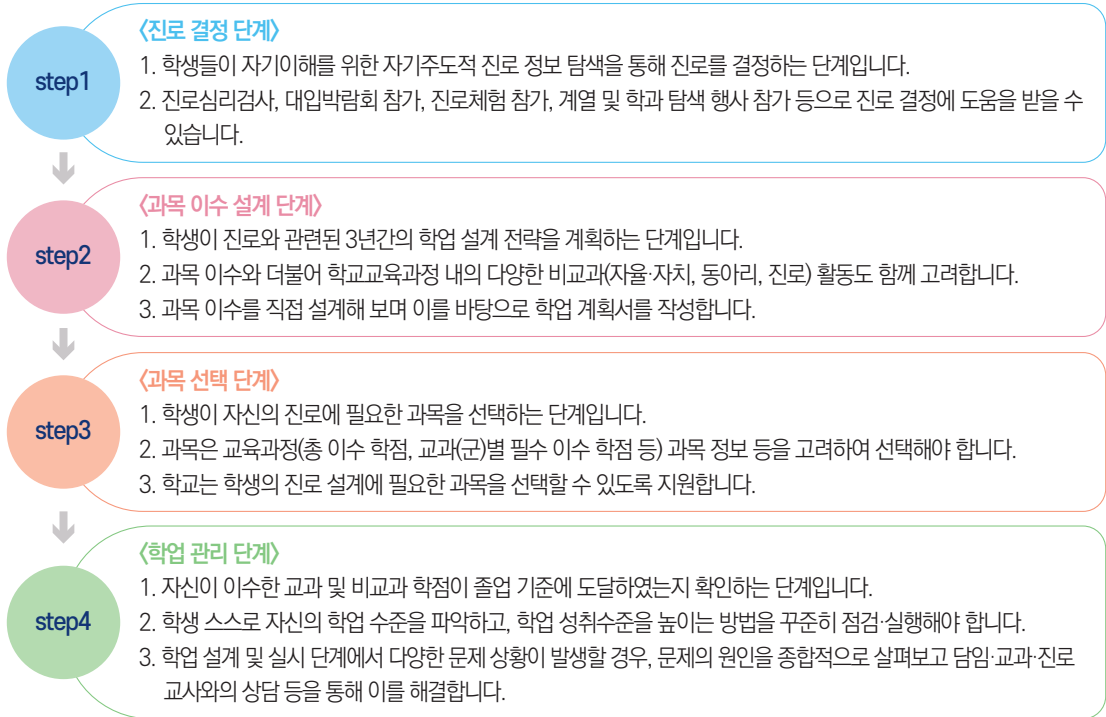 step1
〈진로 결정 단계〉
1. 학생들이 자기이해를 위한 자기주도적 진로 정보 탐색을 통해 진로를 결정하는 단계입니다.
2. 진로심리검사, 대입박람회 참가, 진로체험 참가, 계열 및 학과 탐색 행사 참가 등으로 진로 결정에 도움을 받을 수
있습니다.
step2
〈과목 이수 설계 단계〉
1. 학생이 진로와 관련된 3년간의 학업 설계 전략을 계획하는 단계입니다.
2. 과목 이수와 더불어 학교교육과정 내의 다양한 비교과(자율·자치, 동아리, 진로) 활동도 함께 고려합니다.
3. 과목 이수를 직접 설계해 보며 이를 바탕으로 학업 계획서를 작성합니다.
step3
〈과목 선택 단계〉
1. 학생이 자신의 진로에 필요한 과목을 선택하는 단계입니다.
2. 과목은 교육과정(총 이수 학점, 교과(군)별 필수 이수 학점 등) 과목 정보 등을 고려하여 선택해야 합니다.
3. 학교는 학생의 진로 설계에 필요한 과목을 선택할 수 있도록 지원합니다.
step4
〈학업 관리 단계〉
1. 자신이 이수한 교과 및 비교과 학점이 졸업 기준에 도달하였는지 확인하는 단계입니다.
2. 학생 스스로 자신의 학업 수준을 파악하고, 학업 성취수준을 높이는 방법을 꾸준히 점검·실행해야 합니다.
3. 학업 설계 및 실시 단계에서 다양한 문제 상황이 발생할 경우, 문제의 원인을 종합적으로 살펴보고 담임·교과·진로
교사와의 상담 등을 통해 이를 해결합니다.